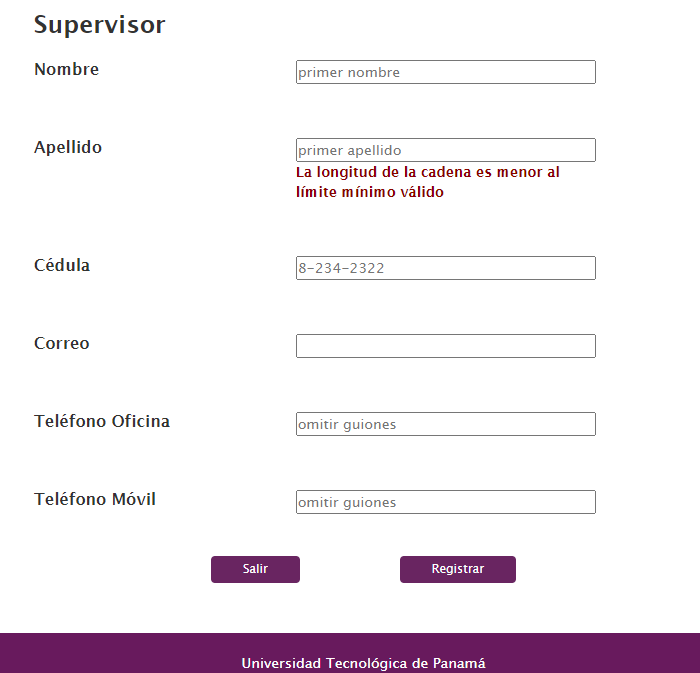 Supervisor
Nombre
primer nombre
Apellido
primer apellido
La longitud de la cadena es menor al
límite mínimo válido
Cédula
8-234-2322
Correo
Teléfono Oficina
omitir guiones
Teléfono Móvil
omitir guiones
Salir
Registrar
Universidad Tecnológica de Panamá